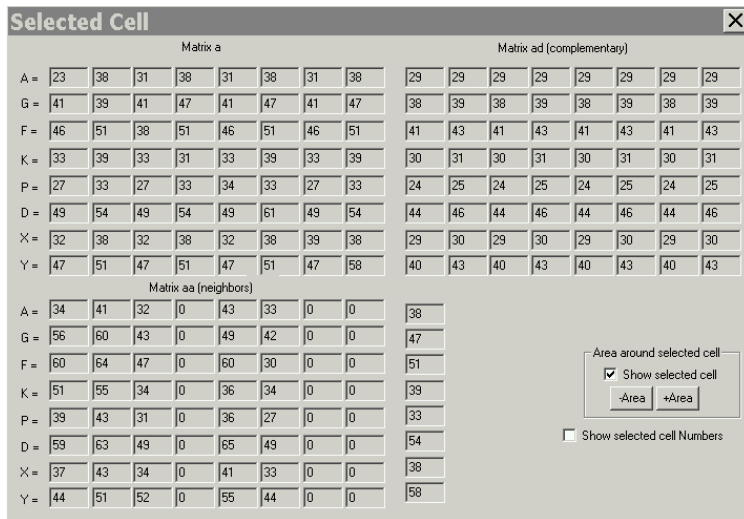 Selected Cell
Matrix a Matrix ad (complementary)
A = 23 38 31 38 31 38 31 38 29 29 29 29 29 29 29 29
G = 41 39 41 47 41 47 41 47 38 39 38 39 38 39 38 39
F = 46 51 38 51 46 51 46 51 41 43 41 43 41 43 41 43
K = 33 39 33 31 33 39 33 39 30 31 30 31 30 31 30 31
P = 27 33 27 33 34 33 27 33 24 25 24 25 24 25 24 25
D = 49 54 49 54 49 61 49 54 44 46 44 46 44 46 44 46
X = 32 38 32 38 32 38 39 38 29 30 29 30 29 30 29 30
Y = 47 51 47 51 47 51 47 58 40 43 40 43 40 43 40 43
Matrix aa (neighbors)
A = 34 41 32 0 43 33 0 0 38
G = 56 60 43 0 49 42 0 0 47
F = 60 64 47 0 60 30 0 0 51
K = 51 55 34 0 36 34 0 0 39
P = 39 43 31 0 36 27 0 0 33
D = 59 63 49 0 65 49 0 0 54
X = 37 43 34 0 41 33 0 0 38
Y = 44 51 52 0 55 44 0 0 58
Area around selected cell
Show selected cell
-Area +Area
Show selected cell Numbers